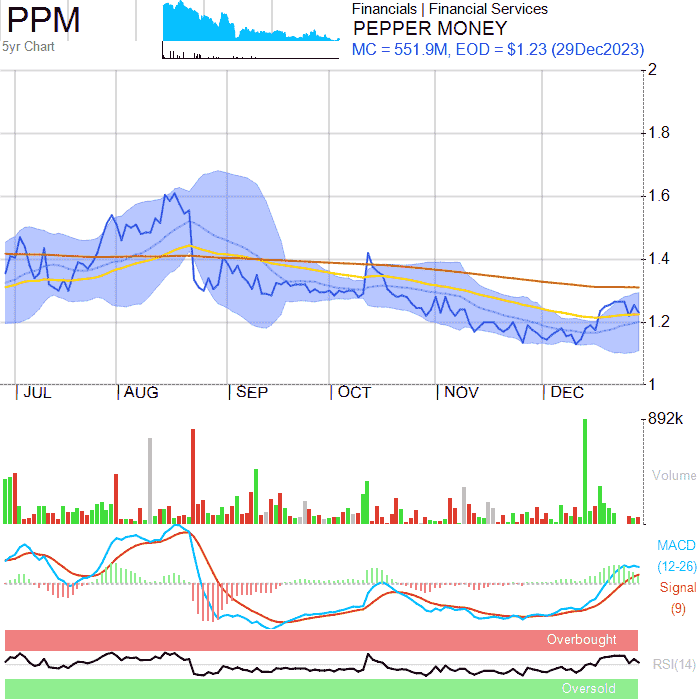 PPM
5yr Chart
Financials | Financial Services
PEPPER MONEY
MC = 551.9M, EOD = $1.23 (29Dec2023)
2
1.8
1.6
1.4
1.2
1
JUL AUG SEP OCT NOV DEC
892k
Volume
MACD
(12-26)
Signal
(9)
Overbought
RSI(14)
Oversold